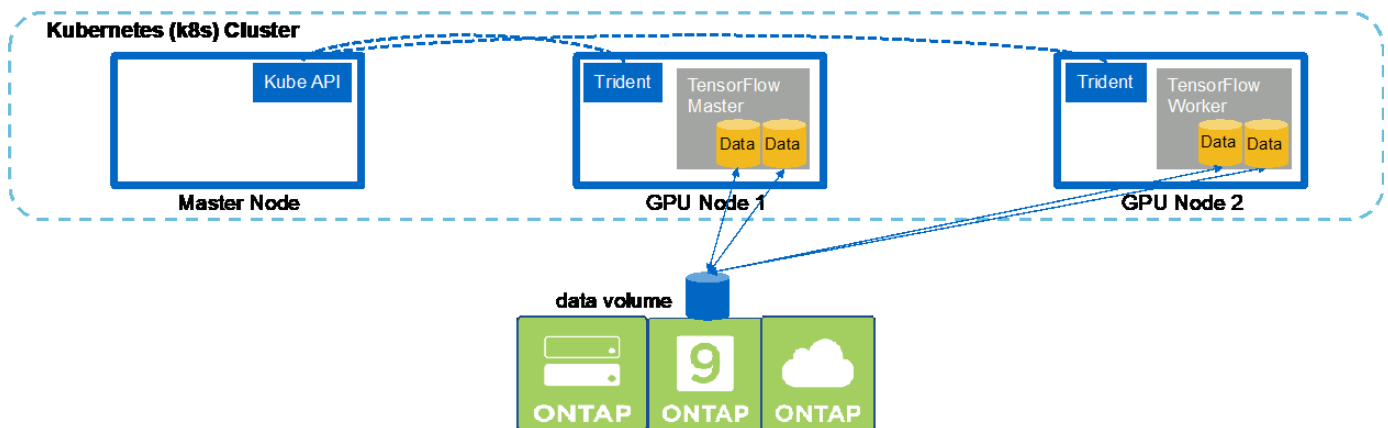 Kubernetes (k8s) Cluster
Kube API
Master Node
Trident
TensorFlow
Master
Data
Data
GPU Node 1
Trident
TensorFlow
Worker
Data
Data
GPU Node 2
data volume
ONTAP
9
ONTAP
ONTAP